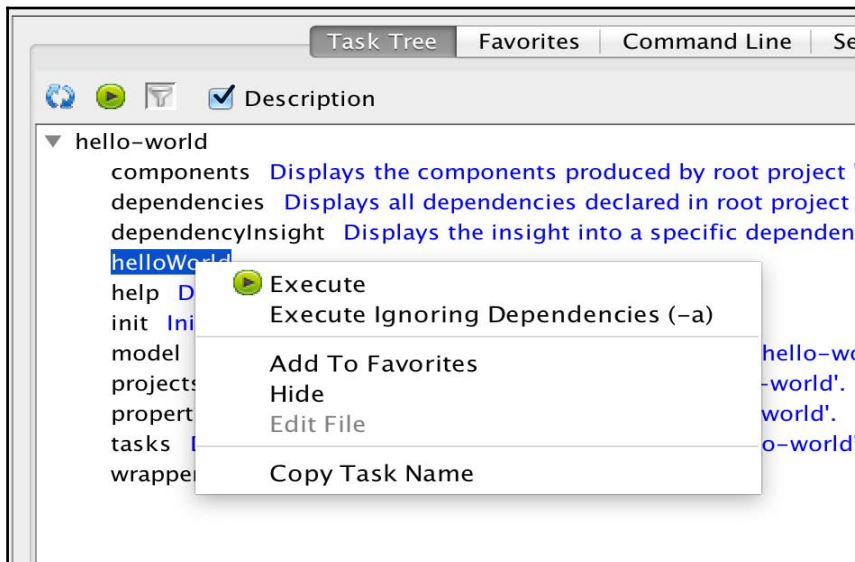 Task Tree Favorites Command Line
Description
hello-world
components Displays the components produced by root project '
dependencies Displays all dependencies declared in root project
dependencyInsight Displays the insight into a specific
helloWorld
help
init
model hello-
projects -world'.
world'.
tasks o-world'
Execute
Execute Ignoring Dependencies (-a)
Add To Favorites
Hide
Edit File
Copy Task Name